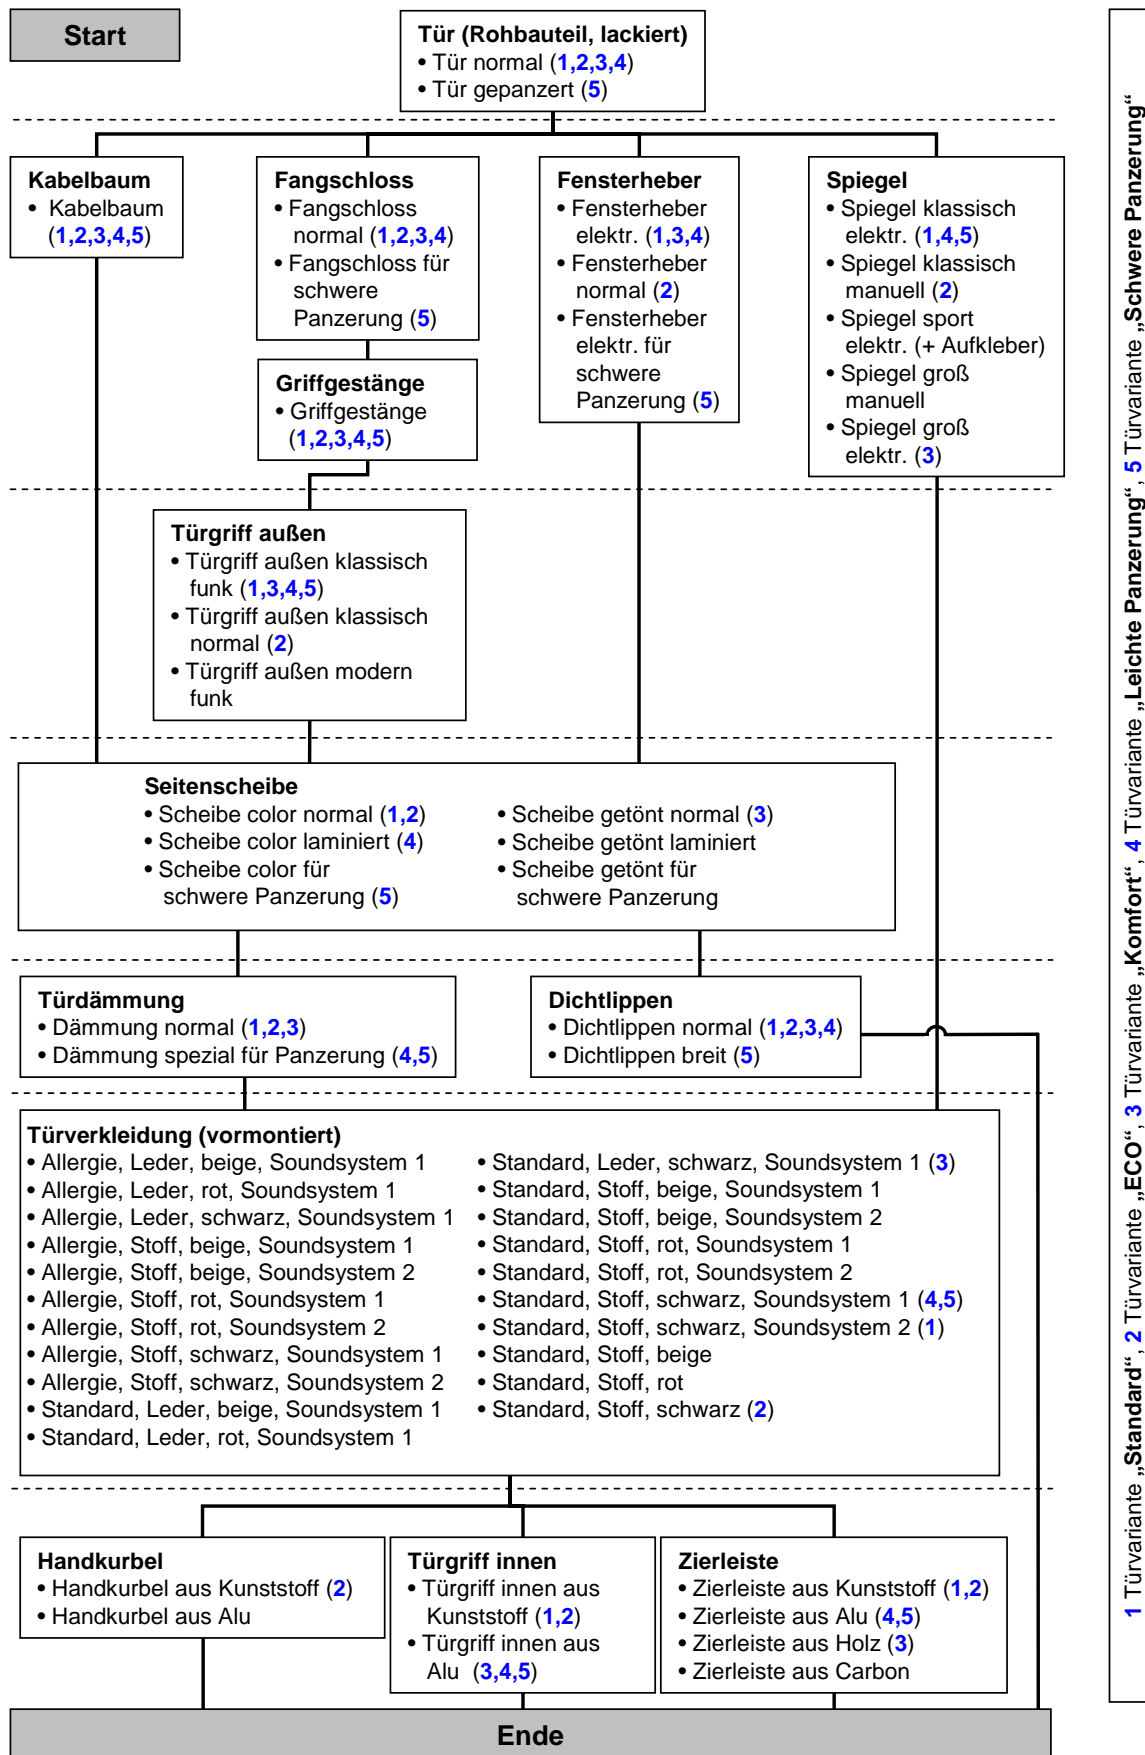 Start
Tür (Rohbauteil, lackiert)
• Tür normal (1,2,3,4)
• Tür gepanzert (5)
Kabelbaum
• Kabelbaum
(1,2,3,4,5)
Fangschloss
• Fangschloss
normal (1,2,3,4)
• Fangschloss für
schwere
Panzerung (5)
Griffgestänge
• Griffgestänge
(1,2,3,4,5)
Fensterheber
• Fensterheber
elektr. (1,3,4)
• Fensterheber
normal (2)
• Fensterheber
elektr. für
schwere
Panzerung (5)
Spiegel
• Spiegel klassisch
elektr. (1,4,5)
• Spiegel klassisch
manuell (2)
• Spiegel sport
elektr. (+ Aufkleber)
• Spiegel groß
manuell
• Spiegel groß
elektr. (3)
Türgriff außen
• Türgriff außen klassisch
funk (1,3,4,5)
• Türgriff außen klassisch
normal (2)
• Türgriff außen modern
funk
Seitenscheibe
• Scheibe color normal (1,2)
• Scheibe color laminiert (4)
• Scheibe color für
schwere Panzerung (5)
• Scheibe getönt normal (3)
• Scheibe getönt laminiert
• Scheibe getönt für
schwere Panzerung
Türdämmung
• Dämmung normal (1,2,3)
• Dämmung spezial für Panzerung (4,5)
Dichtlippen
• Dichtlippen normal (1,2,3,4)
• Dichtlippen breit (5)
Türverkleidung (vormontiert)
• Allergie, Leder, beige, Soundsystem 1
• Allergie, Leder, rot, Soundsystem 1
• Allergie, Leder, schwarz, Soundsystem 1
• Allergie, Stoff, beige, Soundsystem 1
• Allergie, Stoff, beige, Soundsystem 2
• Allergie, Stoff, rot, Soundsystem 1
• Allergie, Stoff, rot, Soundsystem 2
• Allergie, Stoff, schwarz, Soundsystem 1
• Allergie, Stoff, schwarz, Soundsystem 2
• Standard, Leder, beige, Soundsystem 1
• Standard, Leder, rot, Soundsystem 1
• Standard, Leder, schwarz, Soundsystem 1 (3)
• Standard, Stoff, beige, Soundsystem 1
• Standard, Stoff, beige, Soundsystem 2
• Standard, Stoff, rot, Soundsystem 1
• Standard, Stoff, rot, Soundsystem 2
• Standard, Stoff, schwarz, Soundsystem 1 (4,5)
• Standard, Stoff, schwarz, Soundsystem 2 (1)
• Standard, Stoff, beige
• Standard, Stoff, rot
• Standard, Stoff, schwarz (2)
Handkurbel
• Handkurbel aus Kunststoff (2)
• Handkurbel aus Alu
Türgriff innen
• Türgriff innen aus
Kunststoff (1,2)
• Türgriff innen aus
Alu (3,4,5)
Zierleiste
• Zierleiste aus Kunststoff (1,2)
• Zierleiste aus Alu (4,5)
• Zierleiste aus Holz (3)
• Zierleiste aus Carbon
Ende
1 Türvariante „Standard“, 2 Türvariante „ECO“, 3 Türvariante „Komfort“, 4 Türvariante „Leichte Panzerung“, 5 Türvariante „Schwere Panzerung“